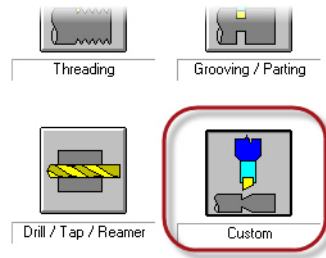 Threading
Grooving / Parting
Drill / Tap / Reamer
Custom